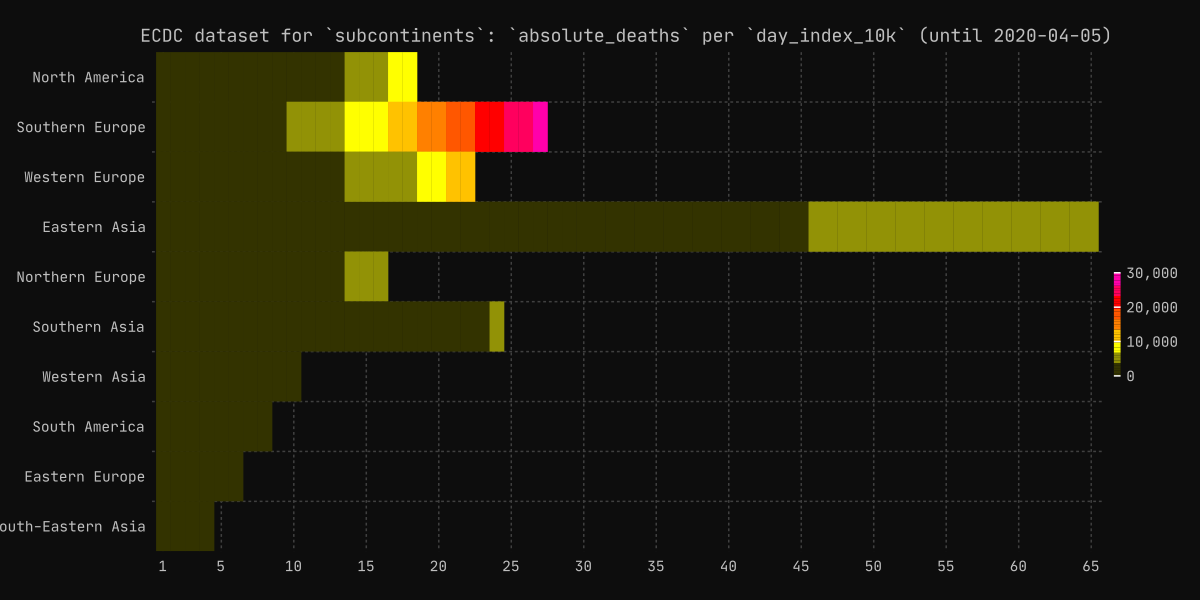 ECDC dataset for `subcontinents`: `absolute_deaths` per `day_index_10k` (until 2020-04-05)
North America
Southern Europe
Western Europe
Eastern Asia
Northern Europe
Southern Asia
Western Asia
South America
Eastern Europe
outh-Eastern Asia
30,000
20,000
10,000
0
1 5 10 15 20 25 30 35 40 45 50 55 60 65